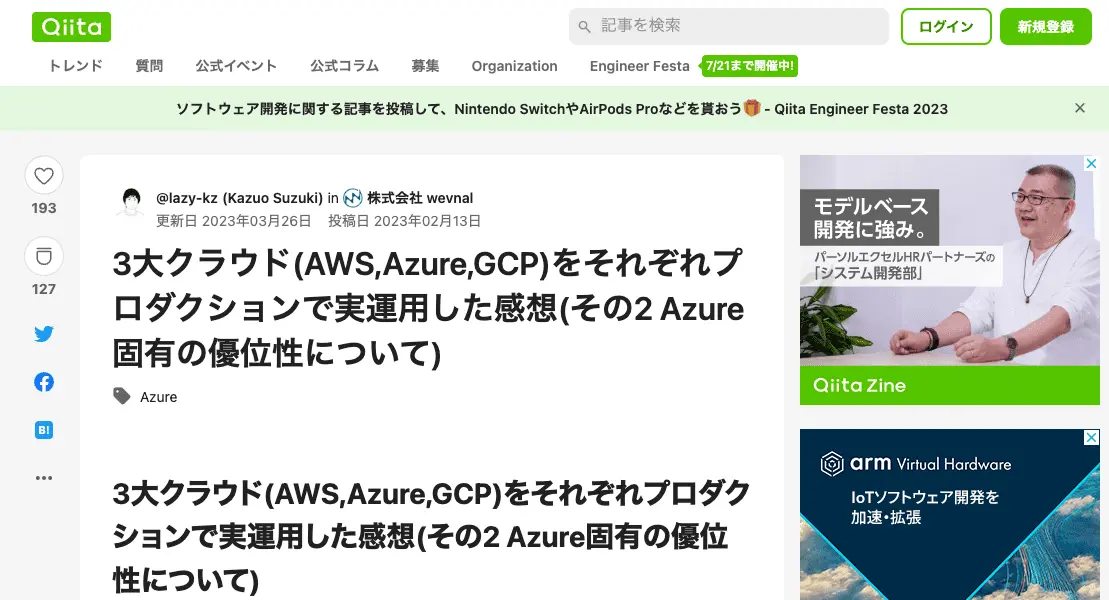 Qiita
記事を検索
ログイン
新規登録
トレンド
質問
公式イベント
公式コラム
募集
Organization
Engineer Festa
7/21まで開催中!
ソフトウェア開発に関する記事を投稿して、Nintendo SwitchやAirPods Proなどを貰おう🎁 - Qiita Engineer Festa 2023
193
127
B!
@lazy-kz (Kazuo Suzuki) in 株式会社 wevnal
更新日 2023年03月26日 投稿日 2023年02月13日
3大クラウド(AWS,Azure,GCP)をそれぞれプ
ロダクションで実運用した感想(その2 Azure
固有の優位性について)
Azure
3大クラウド(AWS,Azure,GCP)をそれぞれプロダク
ションで実運用した感想(その2 Azure固有の優位
性について)
モデルベース
開発に強み。
パーソルエクセルHRパートナーズの
「システム開発部」
Qiita Zine
arm Virtual Hardware
IoTソフトウェア開発を
加速・拡張